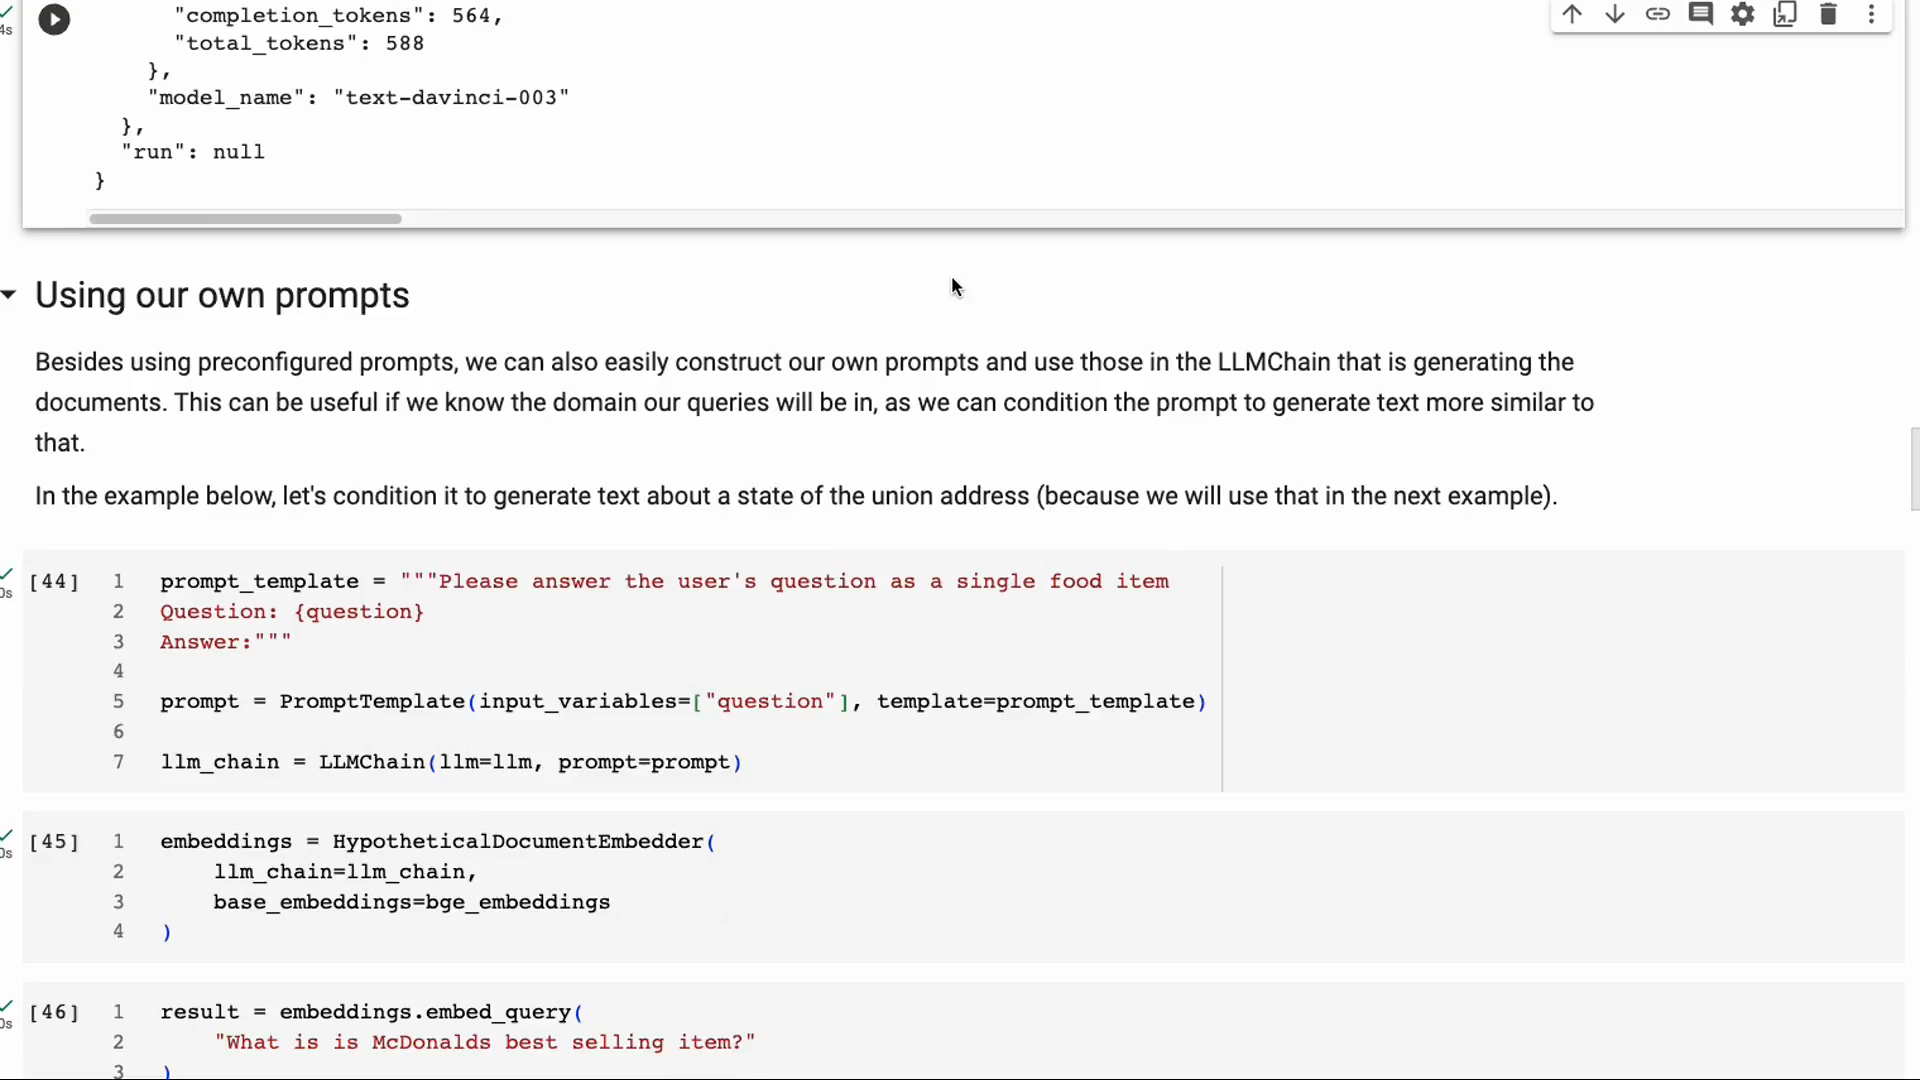 "completion_tokens": 564,
4s
"total_tokens": 588
},
"model_name": "text-davinci-003"
},
"run": null
}
Using our own prompts
Besides using preconfigured prompts, we can also easily construct our own prompts and use those in the LLMChain that is generating the
documents. This can be useful if we know the domain our queries will be in, as we can condition the prompt to generate text more similar to
that.
In the example below, let's condition it to generate text about a state of the union address (because we will use that in the next example).
[44] 1 prompt_template = """Please answer the user's question as a single food item
0s
2 Question: {question}
3 Answer:"""
4
5 prompt = PromptTemplate(input_variables=["question"], template=prompt_template)
6
7 llm_chain = LLMChain(llm=llm, prompt=prompt)
[45] 1 embeddings = HypotheticalDocumentEmbedder(
0s
2 llm_chain=llm_chain,
3 base_embeddings=bge_embeddings
4 )
[46] 1 result = embeddings.embed_query(
0s
2 "What is is McDonalds best selling item?"
3 )